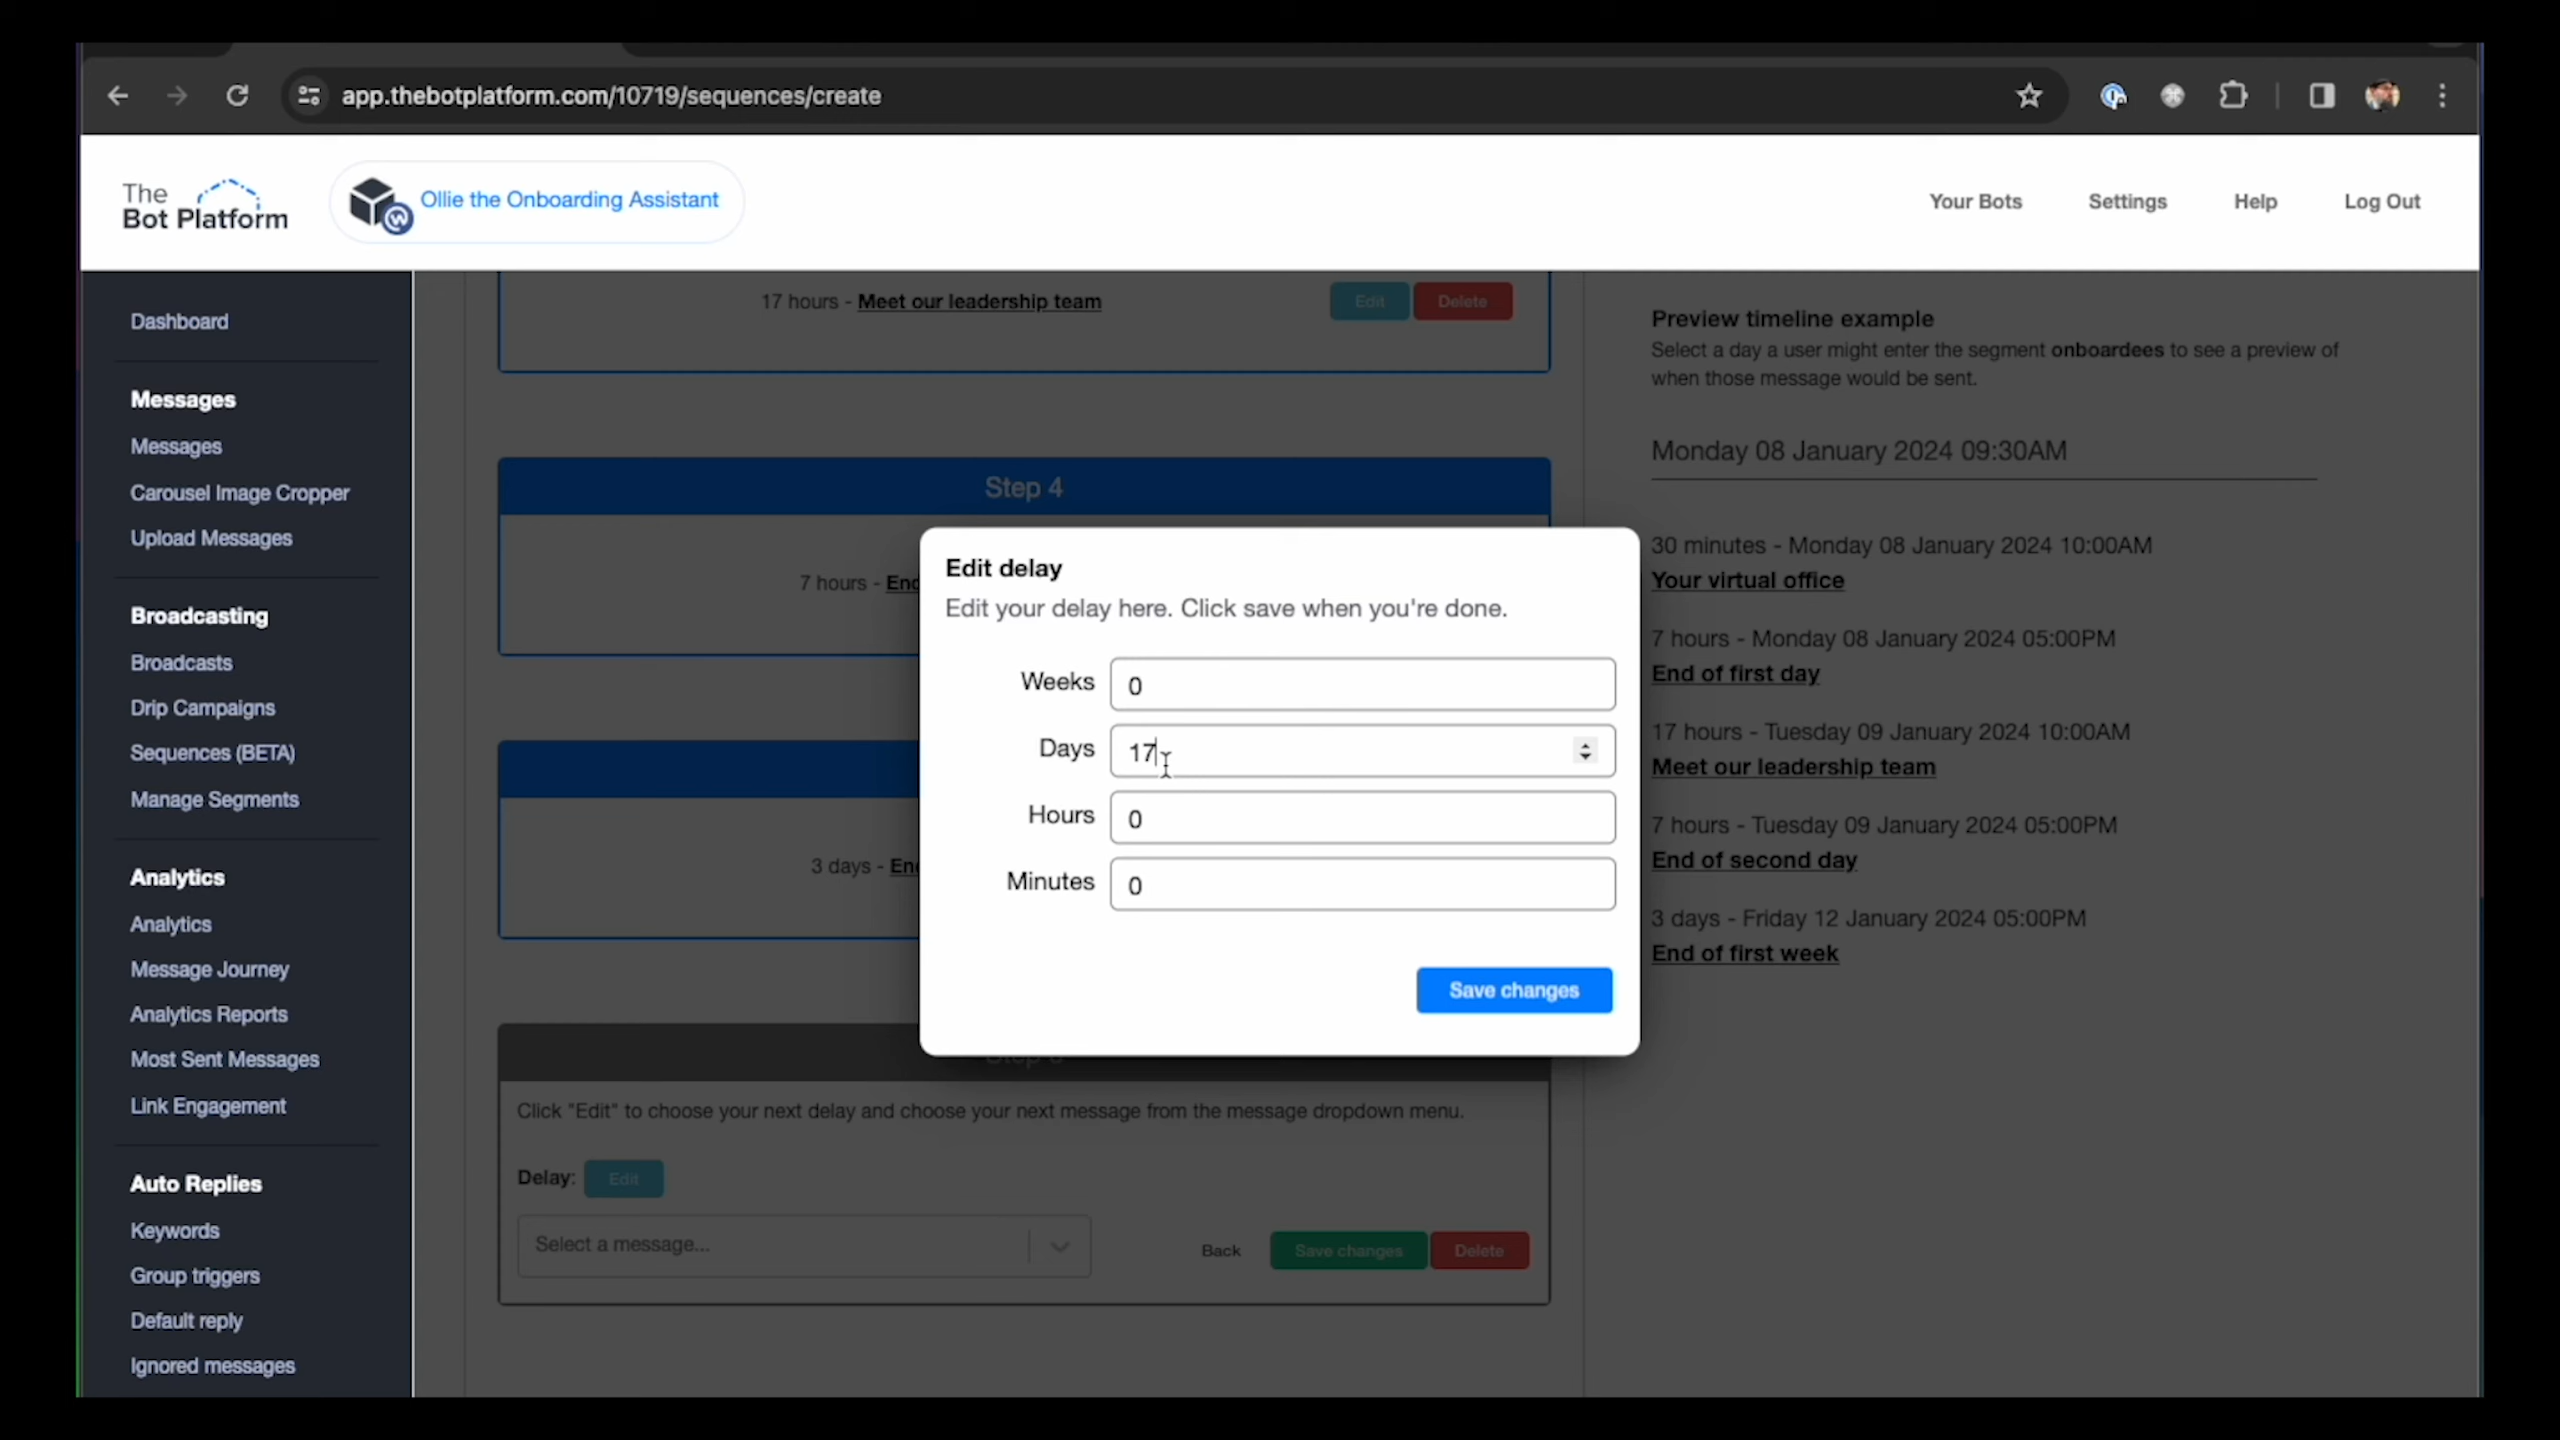 app.thebotplatform.com/10719/sequences/create
The
Bot Platform
Ollie the Onboarding Assistant
Your Bots
Settings
Help
Log Out
Dashboard
Messages
Messages
Carousel Image Cropper
Upload Messages
Broadcasting
Broadcasts
Drip Campaigns
Sequences (BETA)
Manage Segments
Analytics
Analytics
Message Journey
Analytics Reports
Most Sent Messages
Link Engagement
Auto Replies
Keywords
Group triggers
Default reply
Ignored messages
17 hours - Meet our leadership team
Edit
Delete
Step 4
7 hours - End
3 days - End
Edit delay
Edit your delay here. Click save when you're done.
Weeks 0
Days 17
Hours 0
Minutes 0
Save changes
Click "Edit" to choose your next delay and choose your next message from the message dropdown menu.
Delay: Edit
Select a message...
Back
Save changes
Delete
Preview timeline example
Select a day a user might enter the segment onboardees to see a preview of
when those message would be sent.
Monday 08 January 2024 09:30AM
30 minutes - Monday 08 January 2024 10:00AM
Your virtual office
7 hours - Monday 08 January 2024 05:00PM
End of first day
17 hours - Tuesday 09 January 2024 10:00AM
Meet our leadership team
7 hours - Tuesday 09 January 2024 05:00PM
End of second day
3 days - Friday 12 January 2024 05:00PM
End of first week